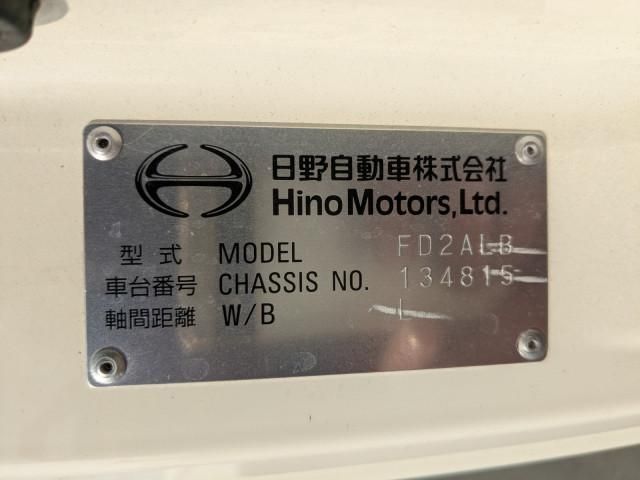 日野自動車株式会社
Hino Motors, Ltd.
型式 MODEL FD2ALB
車台番号 CHASSIS NO. 134815
軸間距離 W/B L